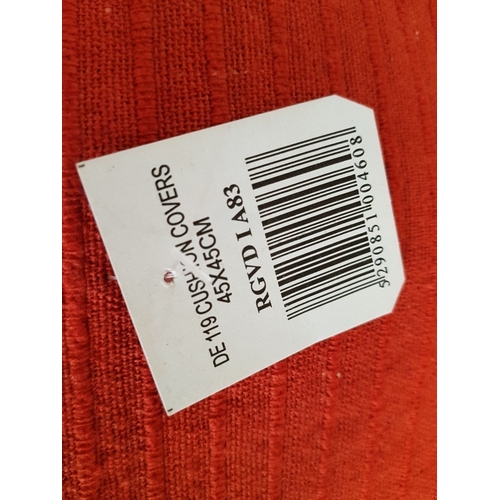 DE 119 CUSHION COVERS
45X45CM
RGVD I A83
5290851004608